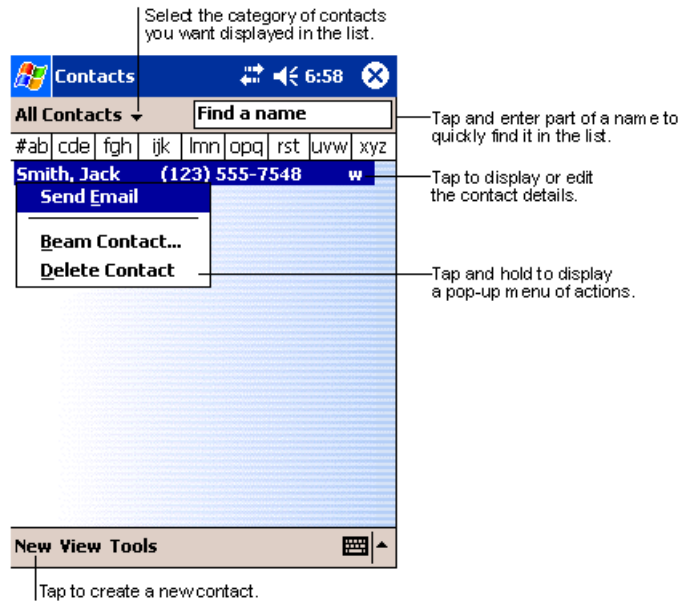 Select the category of contacts
you want displayed in the list.
Contacts 6:58
All Contacts Find a name
#ab cde fgh ijk lmn opq rst uvw xyz
Tap and enter part of a name to
quickly find it in the list.
Smith, Jack (123) 555-7548 w
Tap to display or edit
the contact details.
Send Email
Beam Contact...
Delete Contact
Tap and hold to display
a pop-up menu of actions.
New View Tools
Tap to create a new contact.